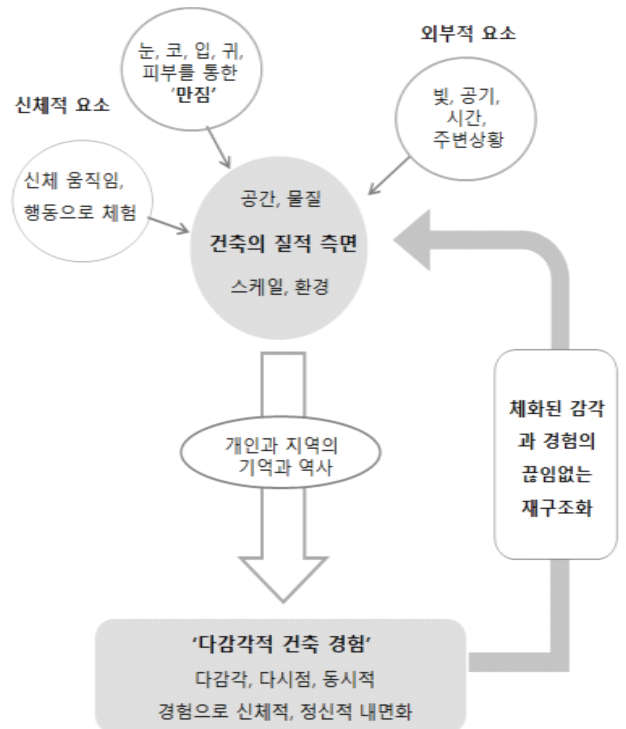 신체적 요소
눈, 코, 입, 귀,
피부를 통한
‘만짐’
외부적 요소
빛, 공기,
시간,
주변상황
신체 움직임,
행동으로 체험
공간, 물질
건축의 질적 측면
스케일, 환경
개인과 지역의
기억과 역사
체화된 감각
과 경험의
끊임없는
재구조화
‘다감각적 건축 경험’
다감각, 다시점, 동시적
경험으로 신체적, 정신적 내면화